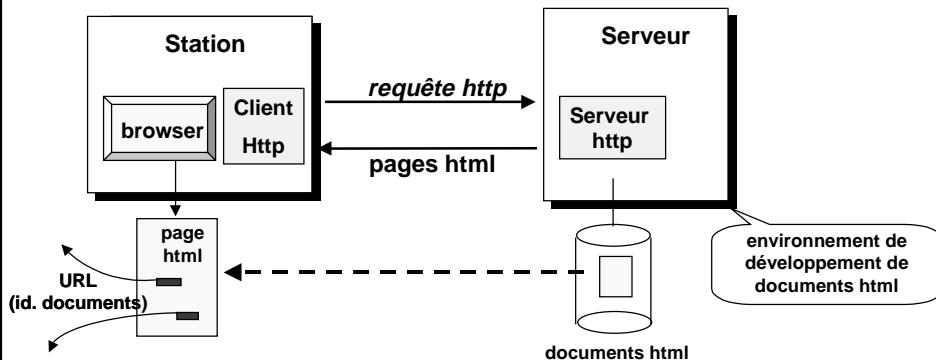 Station
Serveur
browser
Client
Http
requête http
pages html
Serveur
http
page
html
URL
(id. documents)
environnement de
développement de
documents html
documents html